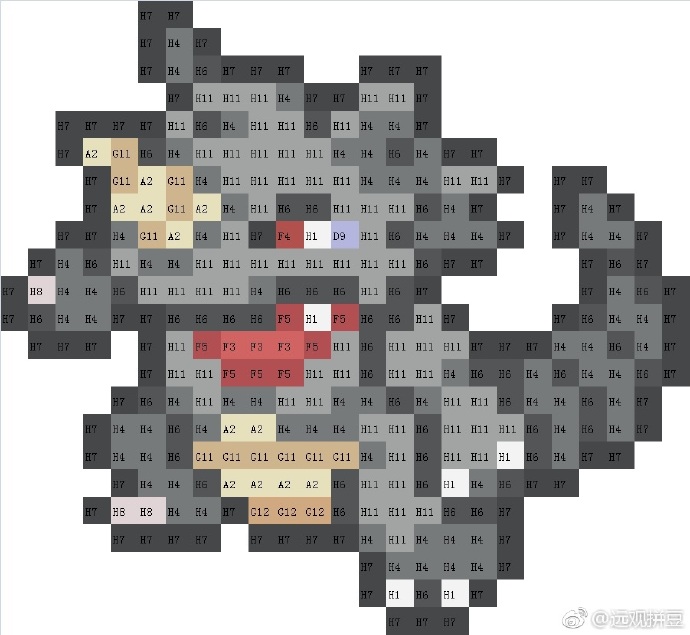 H7 H7
H7 H4 H7
H7 H4 H6 H7 H7 H7 H7 H7 H7
H7 H11 H11 H11 H4 H7 H7 H11 H11 H7
H7 H7 H7 H7 H11 H6 H4 H11 H11 H6 H11 H4 H4 H7
H7 A2 G11 H6 H4 H11 H11 H11 H11 H11 H4 H4 H6 H4 H7 H7
H7 G11 A2 G11 H4 H11 H11 H11 H4 H4 H4 H4 H4 H11 H11 H7 H7 H7
H7 A2 A2 G11 A2 H4 H11 H6 H6 H11 H11 H11 H6 H6 H7 H7 H4 H7
H7 H7 H4 G11 A2 H4 H11 H7 F4 H1 D9 H11 H6 H4 H4 H4 H4 H7 H7 H4 H4 H7
H7 H4 H6 H11 H4 H4 H11 H11 H11 H11 H11 H11 H11 H11 H6 H7 H7 H7 H6 H7
H7 H8 H4 H4 H6 H11 H11 H11 H11 H4 H6 H6 H6 H11 H6 H7 H7 H4 H6 H7
H7 H6 H4 H4 H7 H7 H6 H6 H6 H6 F5 H1 F5 H6 H6 H11 H7 H7 H6 H4 H4 H7
H7 H7 H7 H7 H11 F5 F3 F3 F3 F5 H11 H6 H11 H11 H11 H7 H7 H7 H4 H6 H4 H4 H7
H7 H11 H11 F5 F5 F5 H11 H11 H6 H11 H11 H4 H6 H6 H4 H6 H4 H6 H4 H7
H7 H6 H4 H11 H4 H4 H11 H11 H4 H4 H6 H4 H11 H11 H6 H4 H6 H4 H6 H7
H7 H4 H4 H6 H4 A2 A2 H4 H4 H4 H11 H11 H6 H11 H11 H11 H6 H4 H6 H4 H7
H7 H4 H4 H6 G11 G11 G11 G11 G11 G11 H4 H11 H6 H11 H11 H1 H6 H4 H7 H7
H7 H4 H4 H6 A2 A2 A2 A2 H6 H11 H11 H6 H1 H4 H6 H7 H7
H7 H8 H8 H4 H4 H7 G12 G12 G12 H6 H11 H11 H11 H6 H6 H7
H7 H7 H7 H7 H7 H7 H7 H7 H4 H11 H4 H4 H4 H7
H7 H4 H4 H4 H4 H7
H7 H1 H6 H1 H7
H7 H7 H7
@远观拼豆